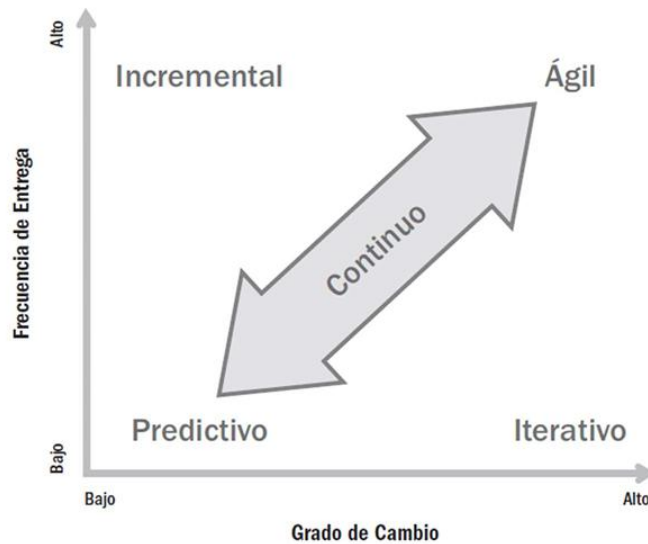 Alto
Incremental
Ágil
Frecuencia de Entrega
Continuo
Predictivo
Iterativo
Bajo
Bajo
Alto
Grado de Cambio